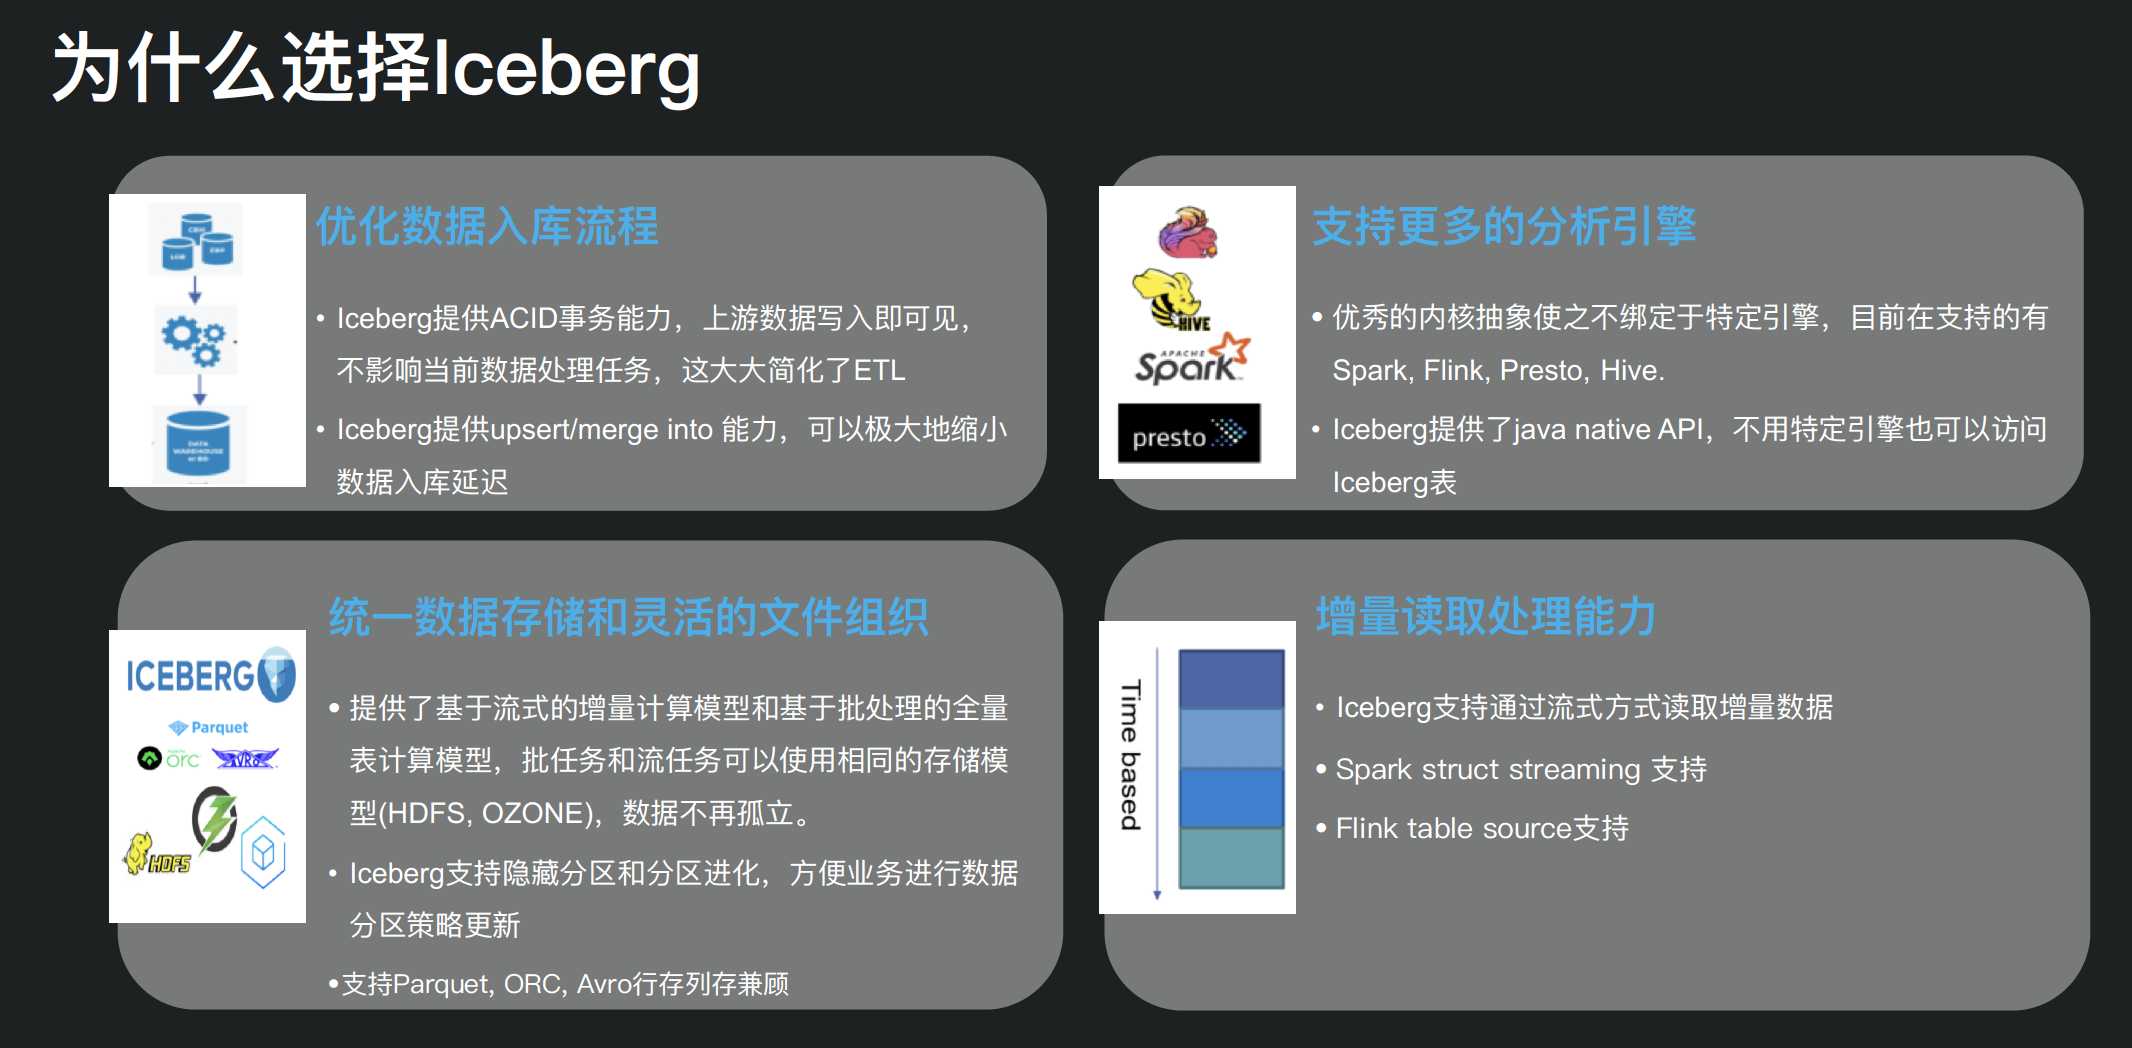 为什么选择Iceberg
优化数据入库流程
CRM
LOB
ERP
DATA
WAREHOUSE
• Iceberg提供ACID事务能力，上游数据写入即可见，
不影响当前数据处理任务，这大大简化了ETL
• Iceberg提供upsert/merge into 能力，可以极大地缩小
数据入库延迟
支持更多的分析引擎
HIVE
APACHE
Spark
presto
• 优秀的内核抽象使之不绑定于特定引擎，目前在支持的有
Spark, Flink, Presto, Hive.
• Iceberg提供了java native API，不用特定引擎也可以访问
Iceberg表
统一数据存储和灵活的文件组织
ICEBERG
Parquet
orc
AVRO
HDFS
• 提供了基于流式的增量计算模型和基于批处理的全量
表计算模型，批任务和流任务可以使用相同的存储模
型(HDFS, OZONE)，数据不再孤立。
• Iceberg支持隐藏分区和分区进化，方便业务进行数据
分区策略更新
•支持Parquet, ORC, Avro行存列存兼顾
增量读取处理能力
Time based
• Iceberg支持通过流式方式读取增量数据
• Spark struct streaming 支持
• Flink table source支持